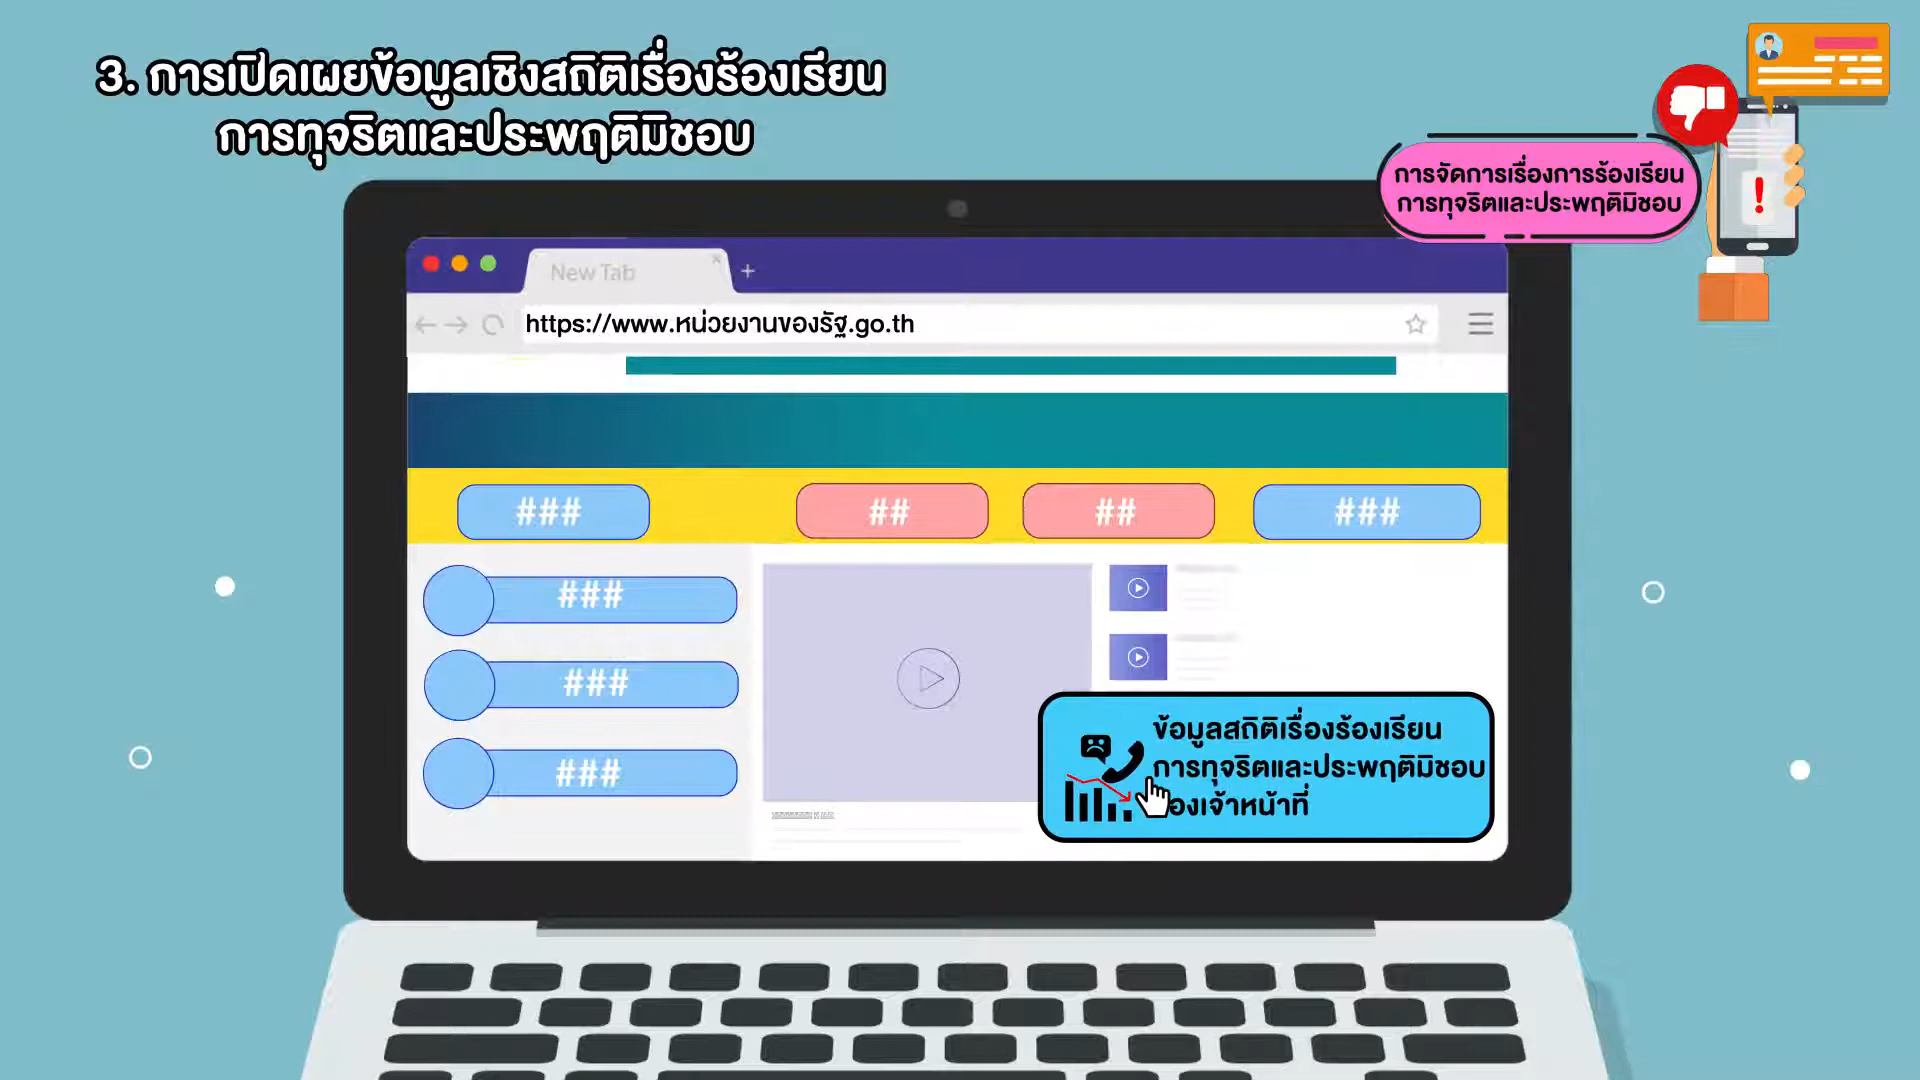 3. การเปิดเผยข้อมูลเชิงสถิติเรื่องร้องเรียน
การทุจริตและประพฤติมิชอบ
การจัดการเรื่องการร้องเรียน
การทุจริตและประพฤติมิชอบ
New Tab
https://www.หน่วยงานของรัฐ.go.th
###
##
##
###
###
###
###
ข้อมูลสถิติเรื่องร้องเรียน
การทุจริตและประพฤติมิชอบ
องเจ้าหน้าที่